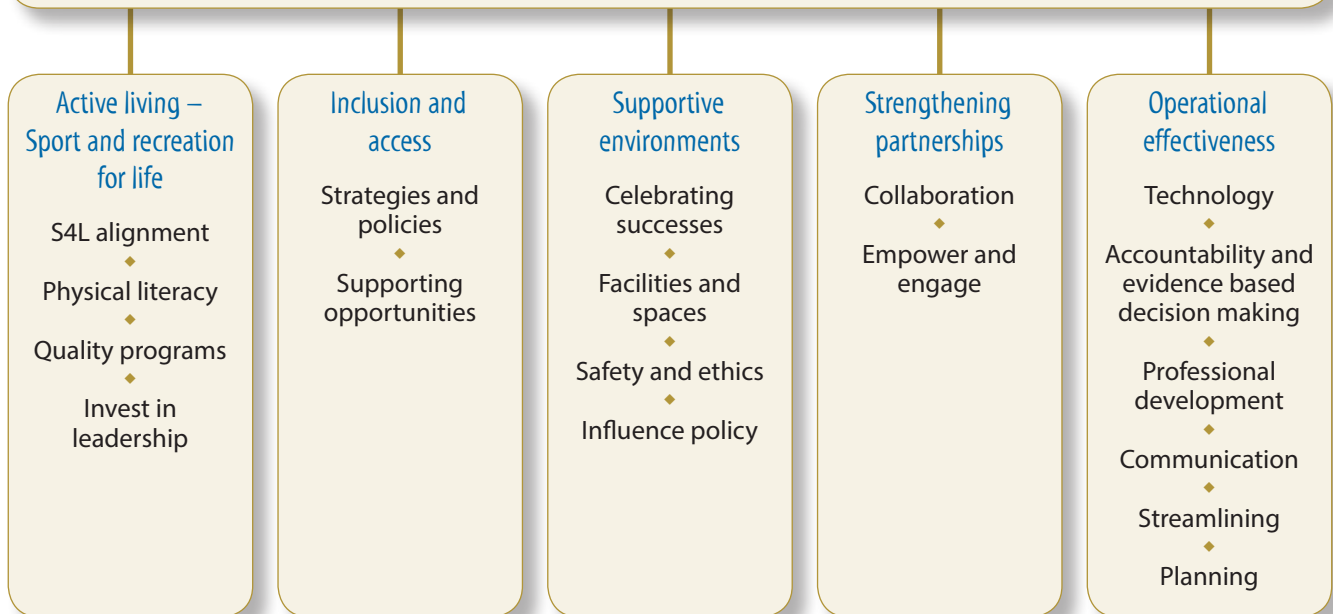 Active living –
Sport and recreation
for life
S4L alignment
Physical literacy
Quality programs
Invest in
leadership
Inclusion and
access
Strategies and
policies
Supporting
opportunities
Supportive
environments
Celebrating
successes
Facilities and
spaces
Safety and ethics
Influence policy
Strengthening
partnerships
Collaboration
Empower and
engage
Operational
effectiveness
Technology
Accountability and
evidence based
decision making
Professional
development
Communication
Streamlining
Planning